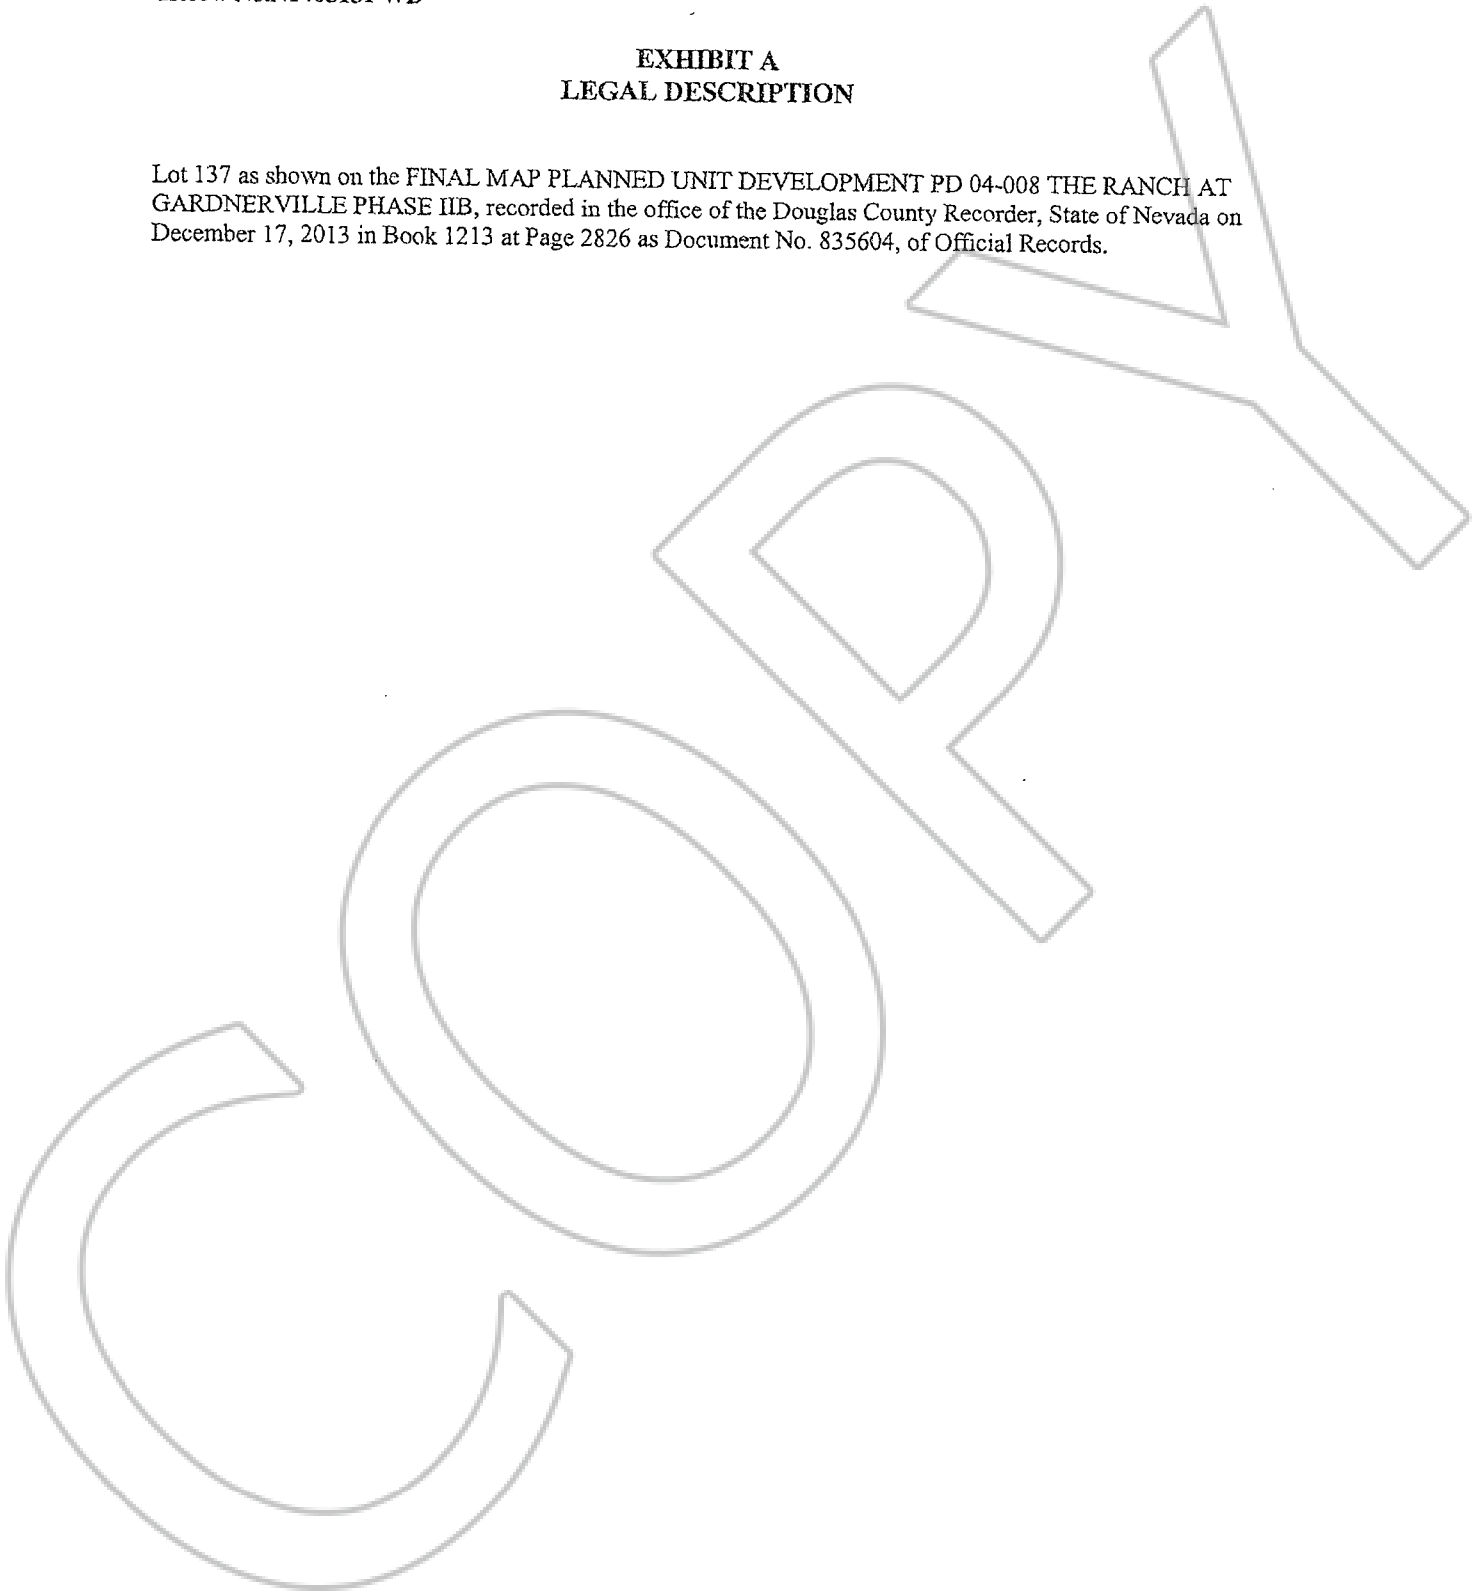 EXHIBIT A
LEGAL DESCRIPTION
Lot 137 as shown on the FINAL MAP PLANNED UNIT DEVELOPMENT PD 04-008 THE RANCH AT
GARDNERVILLE PHASE IIB, recorded in the office of the Douglas County Recorder, State of Nevada on
December 17, 2013 in Book 1213 at Page 2826 as Document No. 835604, of Official Records.
COPY